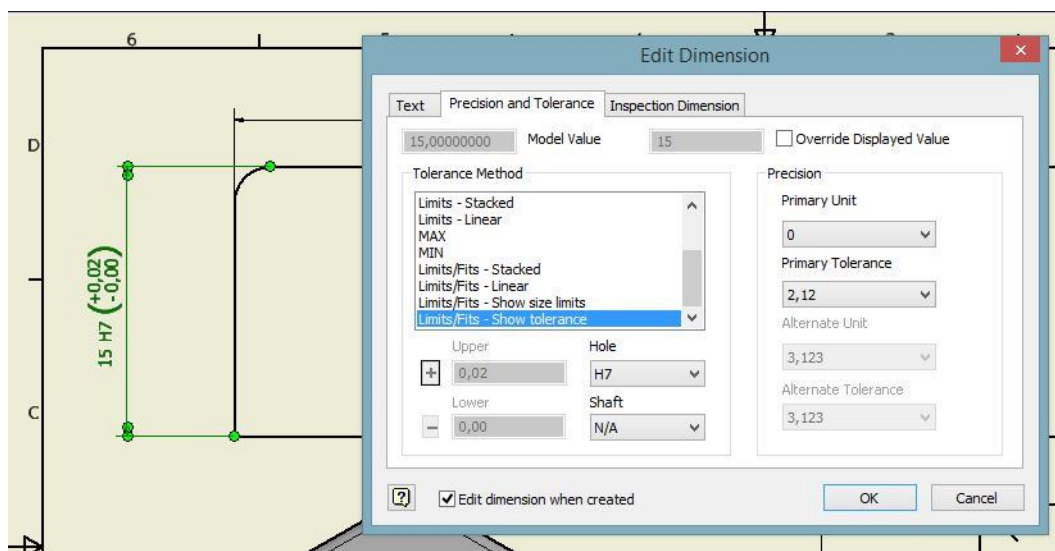 6
Edit Dimension
D
C
15 H7 (+0,02 -0,00)
Text
Precision and Tolerance
Inspection Dimension
15,00000000
Model Value
15
Override Displayed Value
Tolerance Method
Limits - Stacked
Limits - Linear
MAX
MIN
Limits/Fits - Stacked
Limits/Fits - Linear
Limits/Fits - Show size limits
Limits/Fits - Show tolerance
Upper
+
0,02
Lower
-
0,00
Hole
H7
Shaft
N/A
Precision
Primary Unit
0
Primary Tolerance
2,12
Alternate Unit
3,123
Alternate Tolerance
3,123
?
Edit dimension when created
OK
Cancel